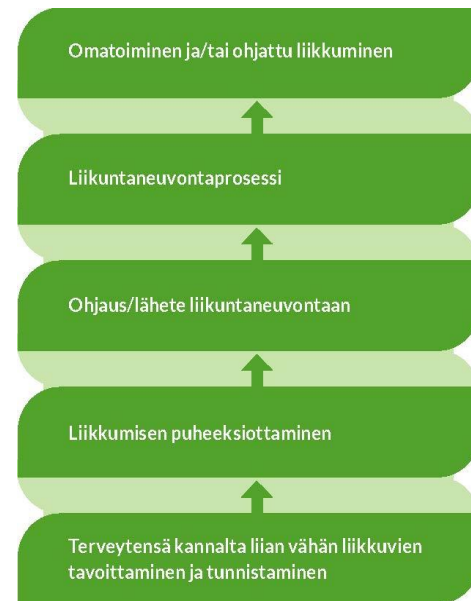 Omatoiminen ja/tai ohjattu liikkuminen
Liikuntaneuvontaprosessi
Ohjaus/lähete liikuntaneuvontaan
Liikkumisen puheeksiottaminen
Terveytensä kannalta liian vähän liikkuvien
tavoittaminen ja tunnistaminen